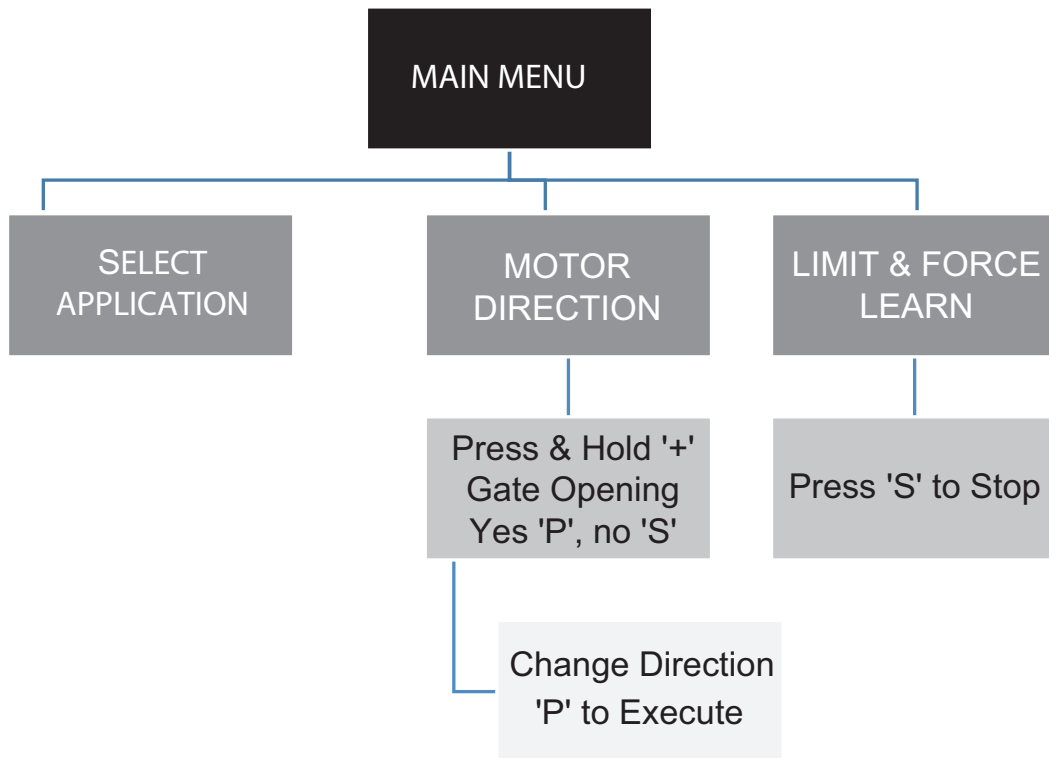 MAIN MENU
SELECT
APPLICATION
MOTOR
DIRECTION
LIMIT & FORCE
LEARN
Press & Hold '+'
Gate Opening
Yes 'P', no 'S'
Press 'S' to Stop
Change Direction
'P' to Execute